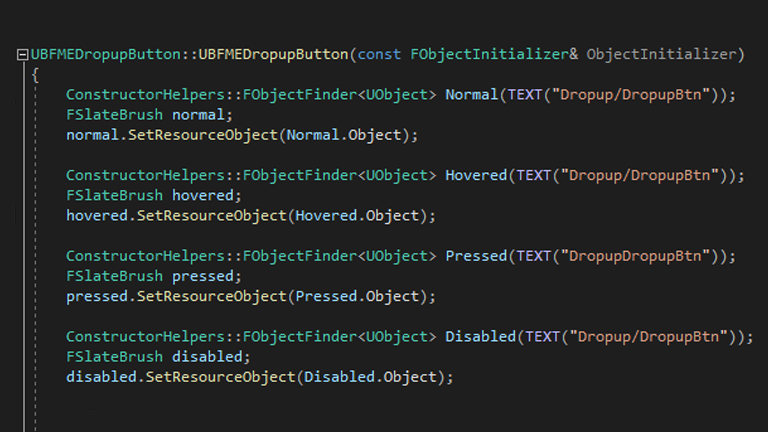 UBFMEDropupButton::UBFMEDropupButton(const FObjectInitializer& ObjectInitializer)
{
ConstructorHelpers::FObjectFinder<UObject> Normal(TEXT("Dropup/DropupBtn"));
FSlateBrush normal;
normal.SetResourceObject(Normal.Object);
ConstructorHelpers::FObjectFinder<UObject> Hovered(TEXT("Dropup/DropupBtn"));
FSlateBrush hovered;
hovered.SetResourceObject(Hovered.Object);
ConstructorHelpers::FObjectFinder<UObject> Pressed(TEXT("DropupDropupBtn"));
FSlateBrush pressed;
pressed.SetResourceObject(Pressed.Object);
ConstructorHelpers::FObjectFinder<UObject> Disabled(TEXT("Dropup/DropupBtn"));
FSlateBrush disabled;
disabled.SetResourceObject(Disabled.Object);